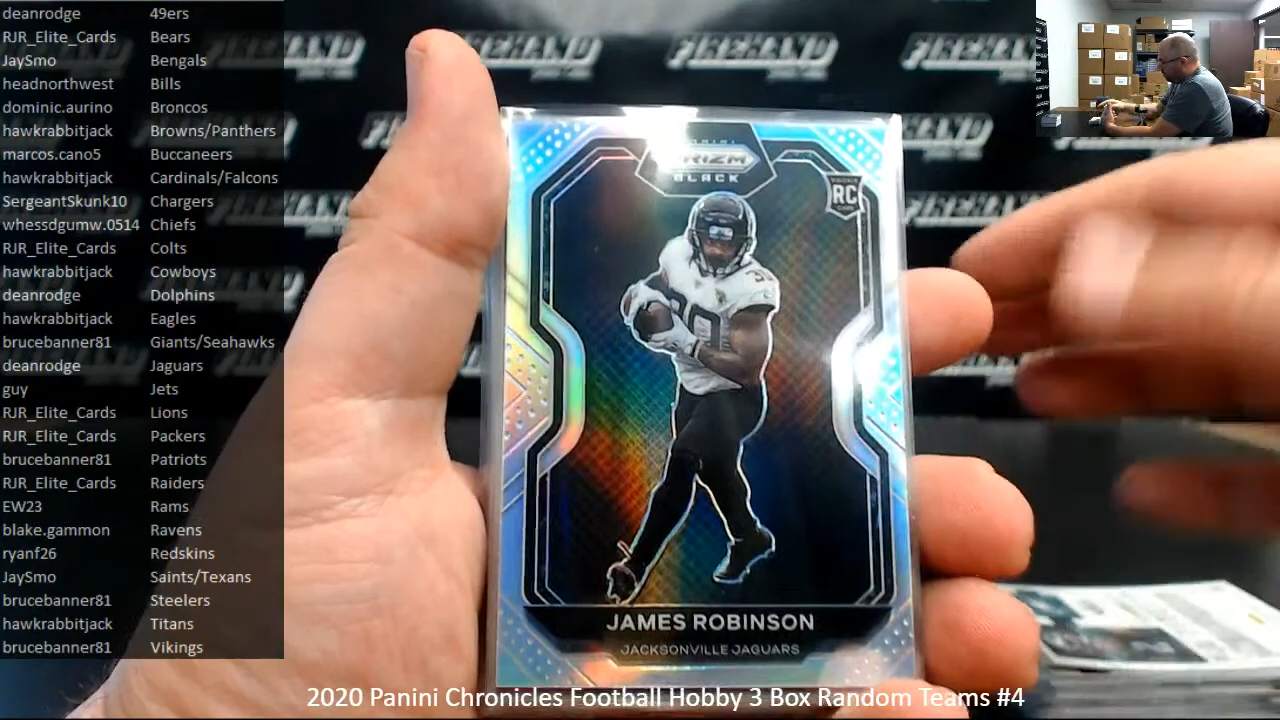 deanrodge 49ers
RJR_Elite_Cards Bears
JaySmo Bengals
headnorthwest Bills
dominic.aurino Broncos
hawkrabbitjack Browns/Panthers
marcos.cano5 Buccaneers
hawkrabbitjack Cardinals/Falcons
SergeantSkunk10 Chargers
whessdgumw.0514 Chiefs
RJR_Elite_Cards Colts
hawkrabbitjack Cowboys
deanrodge Dolphins
hawkrabbitjack Eagles
brucebanner81 Giants/Seahawks
deanrodge Jaguars
guy Jets
RJR_Elite_Cards Lions
RJR_Elite_Cards Packers
brucebanner81 Patriots
RJR_Elite_Cards Raiders
EW23 Rams
blake.gammon Ravens
ryanf26 Redskins
JaySmo Saints/Texans
brucebanner81 Steelers
hawkrabbitjack Titans
brucebanner81 Vikings
FIREHAND FIREHAND FIREHAND
PANINI
PRIZM
BLACK
RC
30
JAMES ROBINSON
JACKSONVILLE JAGUARS
2020 Panini Chronicles Football Hobby 3 Box Random Teams #4